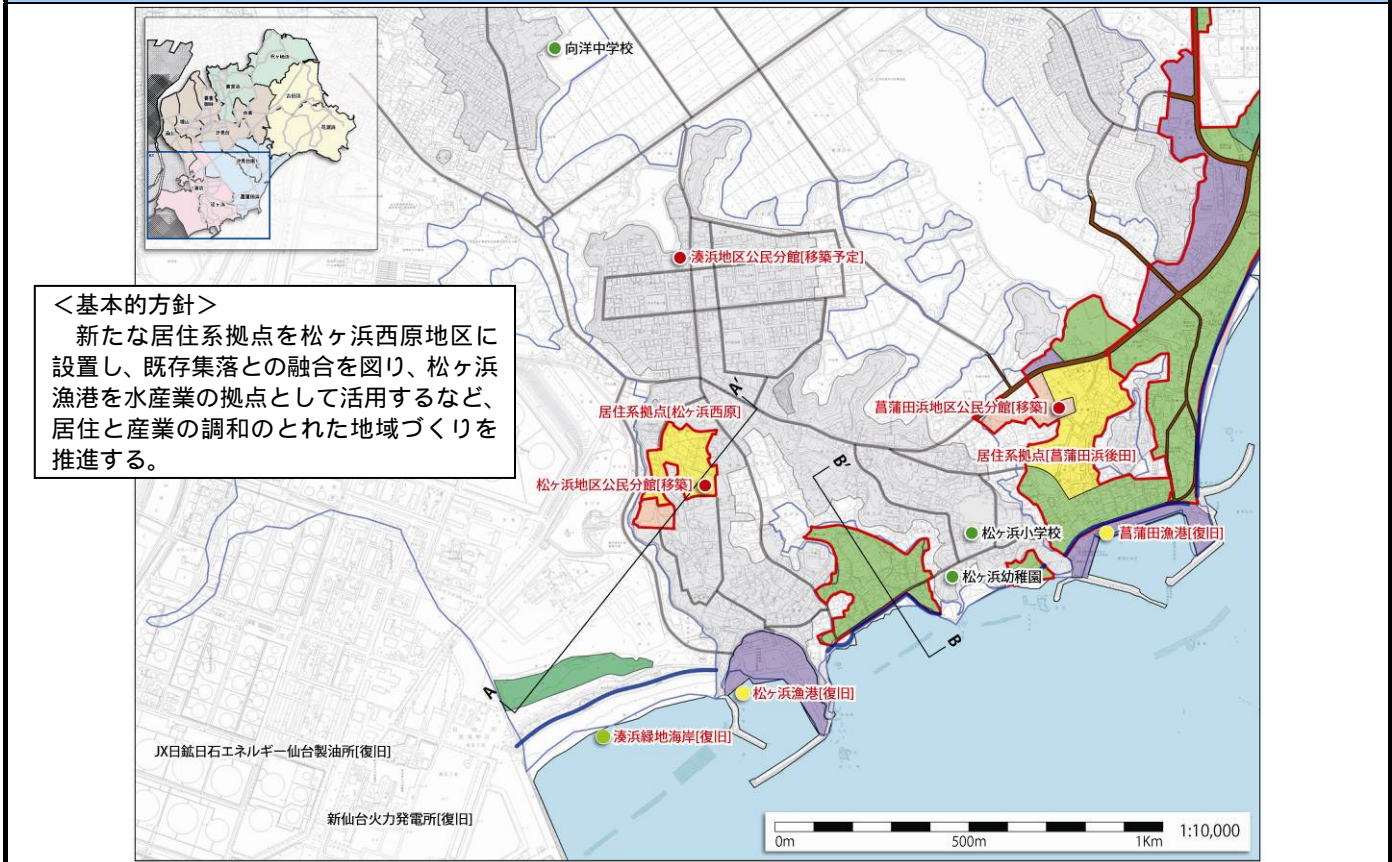 向洋中学校
湊浜地区公民分館[移築予定]
＜基本的方針＞
新たな居住系拠点を松ヶ浜西原地区に
設置し、既存集落との融合を図り、松ヶ浜
漁港を水産業の拠点として活用するなど、
居住と産業の調和のとれた地域づくりを
推進する。
A'
居住系拠点[松ヶ浜西原]
菖蒲田浜地区公民分館[移築]
B'
居住系拠点[菖蒲田浜後田]
松ヶ浜地区公民分館[移築]
松ヶ浜小学校
菖蒲田漁港[復旧]
松ヶ浜幼稚園
B
A
松ヶ浜漁港[復旧]
湊浜緑地海岸[復旧]
JX日鉱日石エネルギー仙台製油所[復旧]
新仙台火力発電所[復旧]
0m 500m 1Km 1:10,000